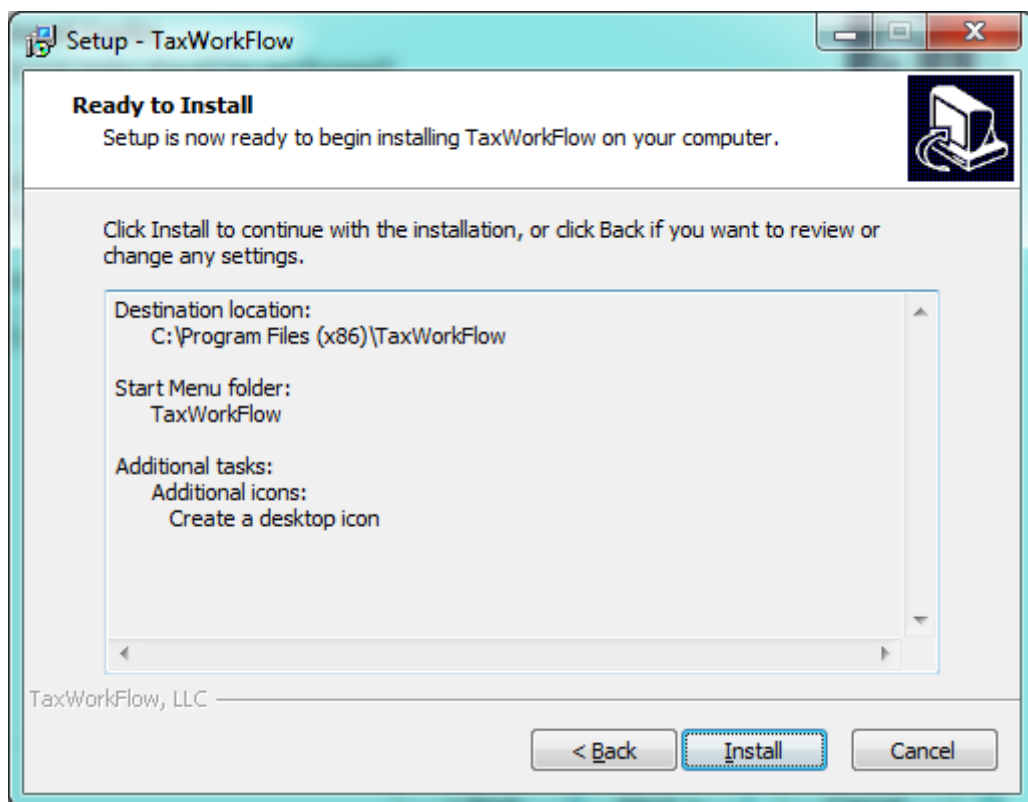 Setup - TaxWorkFlow
Ready to Install
Setup is now ready to begin installing TaxWorkFlow on your computer.
Click Install to continue with the installation, or click Back if you want to review or
change any settings.
Destination location:
C:\Program Files (x86)\TaxWorkFlow
Start Menu folder:
TaxWorkFlow
Additional tasks:
Additional icons:
Create a desktop icon
TaxWorkFlow, LLC
< Back Install Cancel